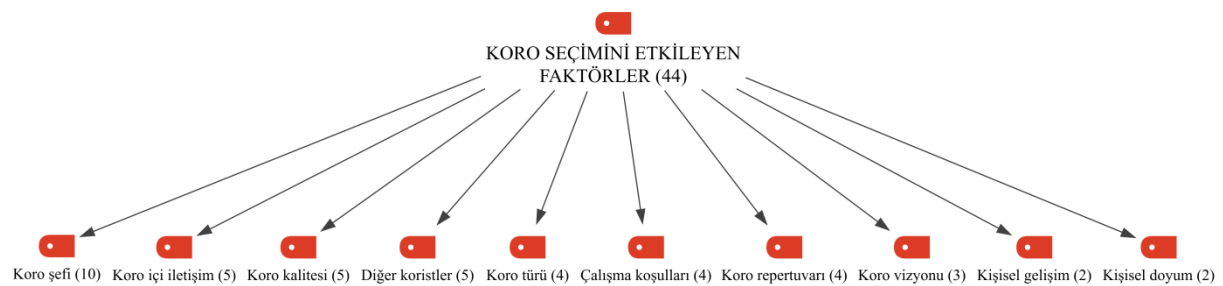 KORO SEÇİMİNİ ETKİLEYEN
FAKTÖRLER (44)
Koro şefi (10)
Koro içi iletişim (5)
Koro kalitesi (5)
Diğer koristler (5)
Koro türü (4)
Çalışma koşulları (4)
Koro repertuvarı (4)
Koro vizyonu (3)
Kişisel gelişim (2)
Kişisel doyum (2)